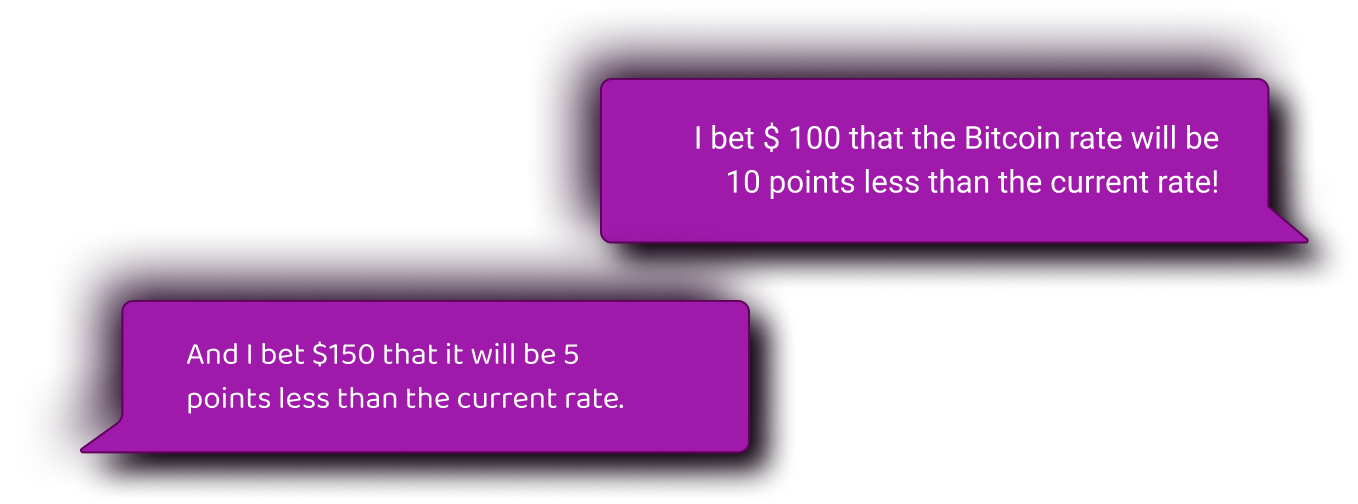 I bet $ 100 that the Bitcoin rate will be
10 points less than the current rate!
And I bet $150 that it will be 5
points less than the current rate.